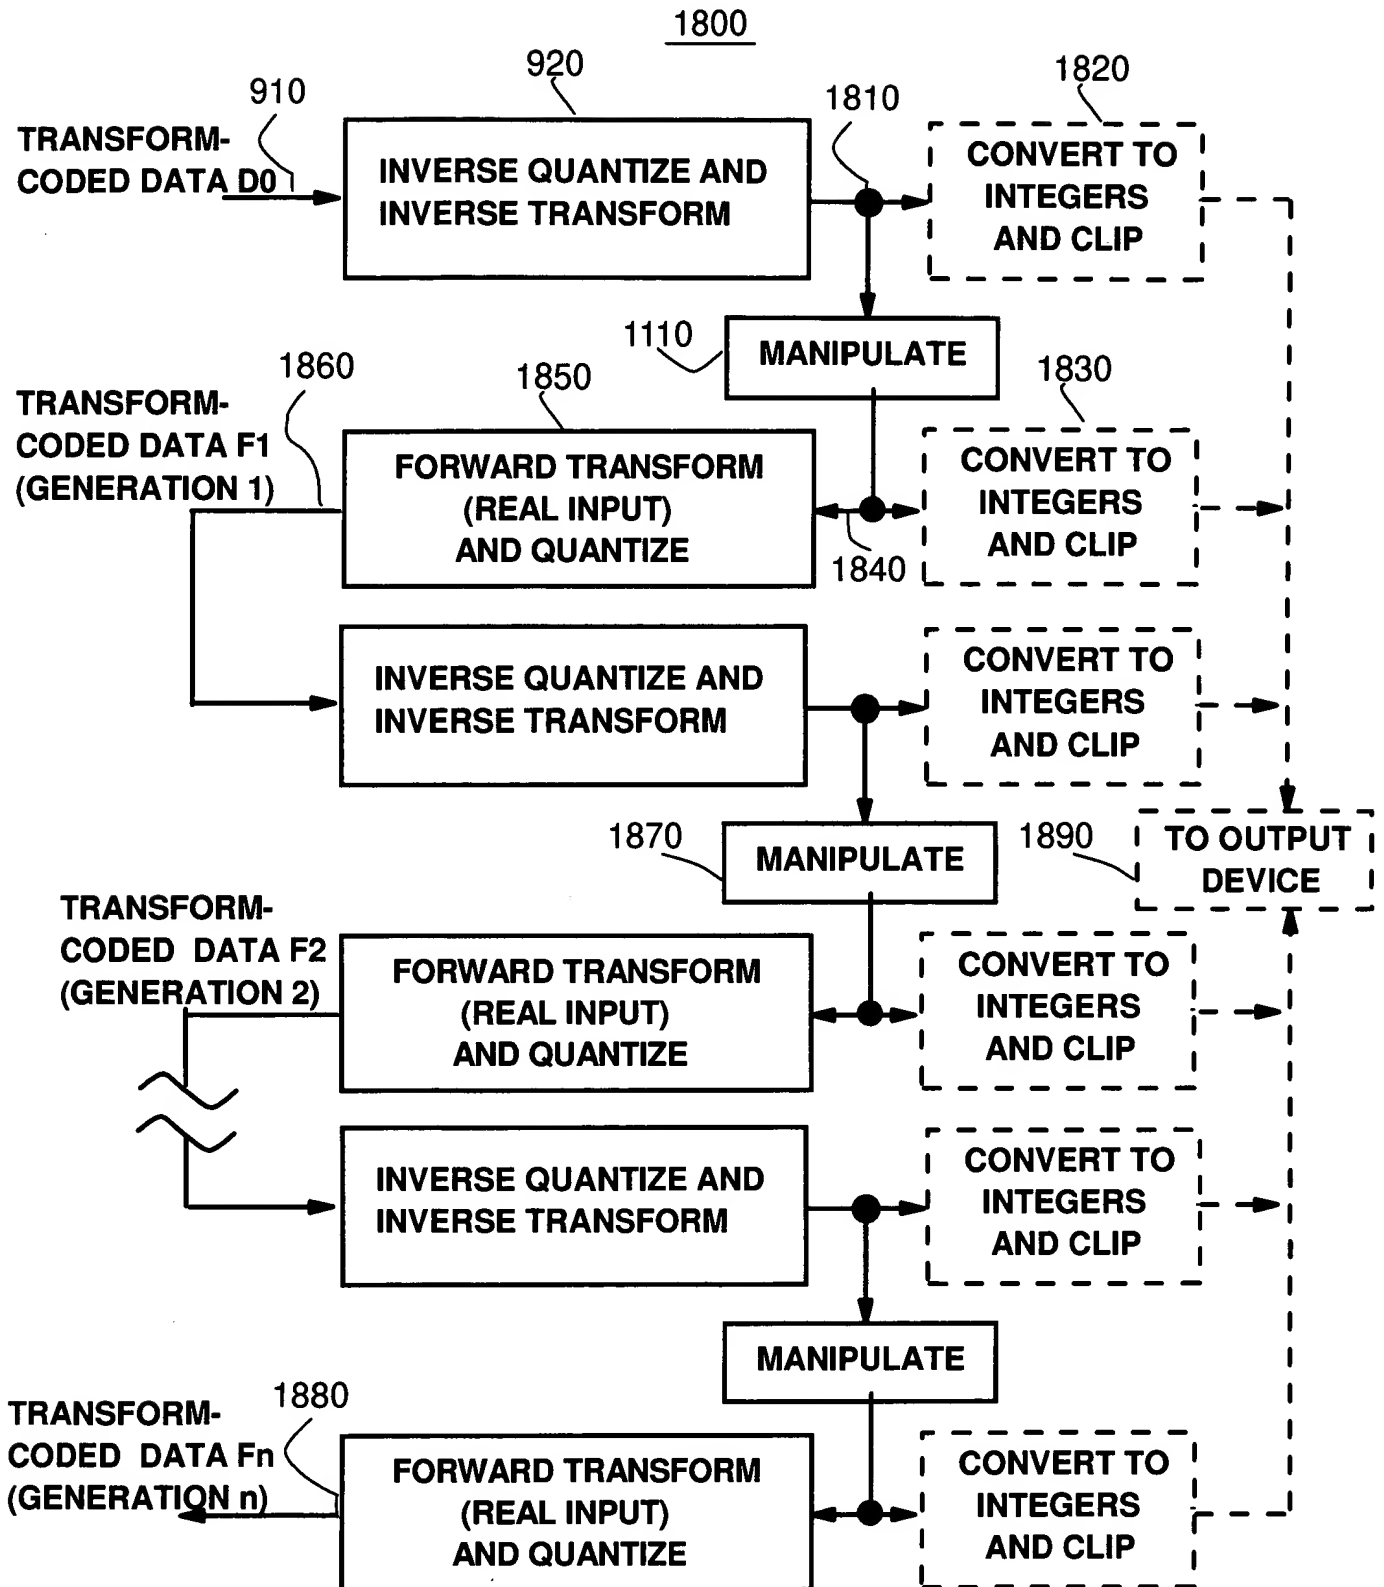 1800
920
1820
910
1810
TRANSFORM-
CODED DATA D0
INVERSE QUANTIZE AND
INVERSE TRANSFORM
CONVERT TO
INTEGERS
AND CLIP
1110
MANIPULATE
1860
1850
1830
TRANSFORM-
CODED DATA F1
(GENERATION 1)
FORWARD TRANSFORM
(REAL INPUT)
AND QUANTIZE
1840
CONVERT TO
INTEGERS
AND CLIP
INVERSE QUANTIZE AND
INVERSE TRANSFORM
CONVERT TO
INTEGERS
AND CLIP
1870
MANIPULATE
1890
TO OUTPUT
DEVICE
TRANSFORM-
CODED DATA F2
(GENERATION 2)
FORWARD TRANSFORM
(REAL INPUT)
AND QUANTIZE
CONVERT TO
INTEGERS
AND CLIP
INVERSE QUANTIZE AND
INVERSE TRANSFORM
CONVERT TO
INTEGERS
AND CLIP
MANIPULATE
1880
TRANSFORM-
CODED DATA Fn
(GENERATION n)
FORWARD TRANSFORM
(REAL INPUT)
AND QUANTIZE
CONVERT TO
INTEGERS
AND CLIP